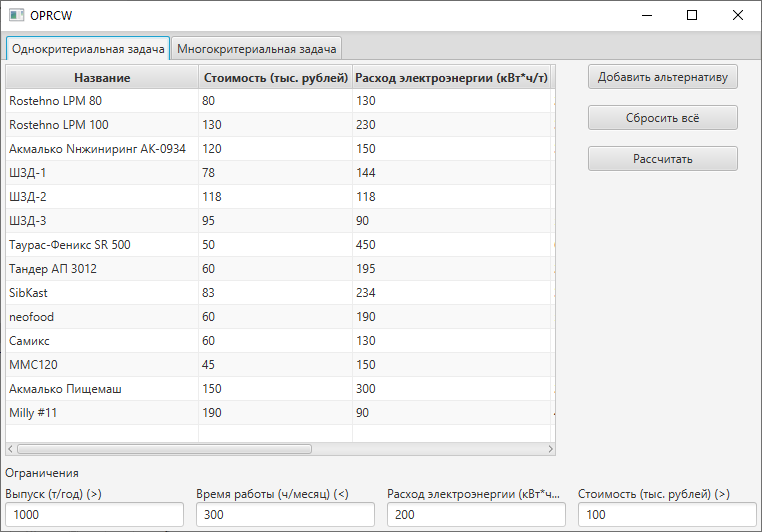 OPRCW
Однокритериальная задача Многокритериальная задача
Название Стоимость (тыс. рублей) Расход электроэнергии (кВт*ч/т)
Rostehno LPM 80 80 130
Rostehno LPM 100 130 230
Акмалько Nнжиниринг АК-0934 120 150
ШЗД-1 78 144
ШЗД-2 118 118
ШЗД-3 95 90
Таурас-Феникс SR 500 50 450
Тандер АП 3012 60 195
SibKast 83 234
neofood 60 190
Самикс 60 130
ММС120 45 150
Акмалько Пищемаш 150 300
Milly #11 190 90
Добавить альтернативу
Сбросить всё
Рассчитать
Ограничения
Выпуск (т/год) (>) Время работы (ч/месяц) (<) Расход электроэнергии (кВт*ч... Стоимость (тыс. рублей) (>)
1000 300 200 100